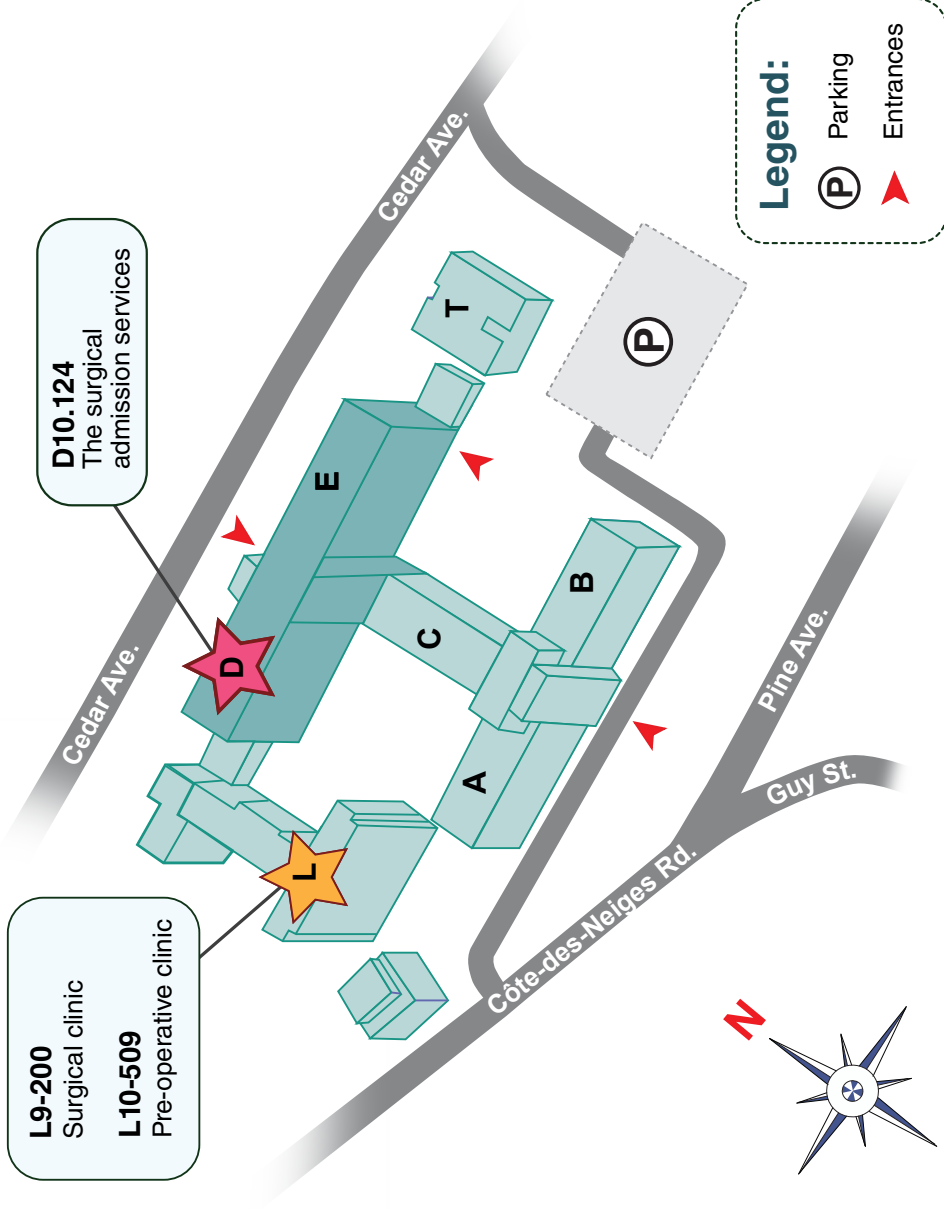 L9-200
Surgical clinic
L10-509
Pre-operative clinic
D10.124
The surgical
admission services
Cedar Ave.
Cedar Ave.
D
E
T
L
C
A
B
P
Côte-des-Neiges Rd.
Guy St.
Pine Ave.
N
Legend:
P Parking
Entrances